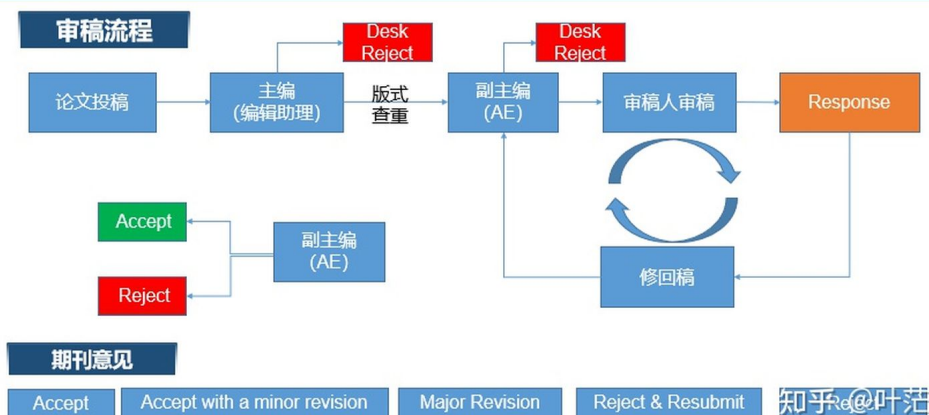 审稿流程
Desk
Reject
Desk
Reject
论文投稿
主编
(编辑助理)
版式
查重
副主编
(AE)
审稿人审稿
Response
Accept
副主编
(AE)
Reject
修回稿
期刊意见
Accept
Accept with a minor revision
Major Revision
Reject & Resubmit
Reject
知乎 @叶茫